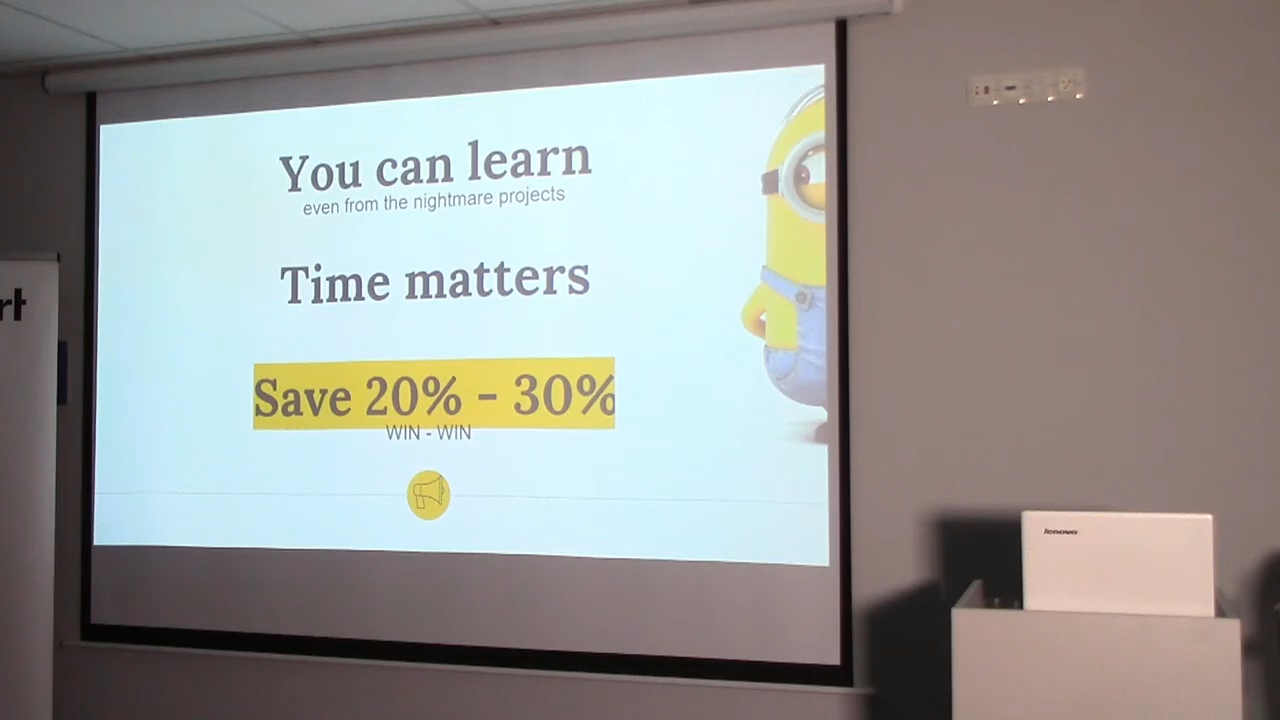 You can learn
even from the nightmare projects
Time matters
Save 20% - 30%
WIN - WIN
rt
lenovo